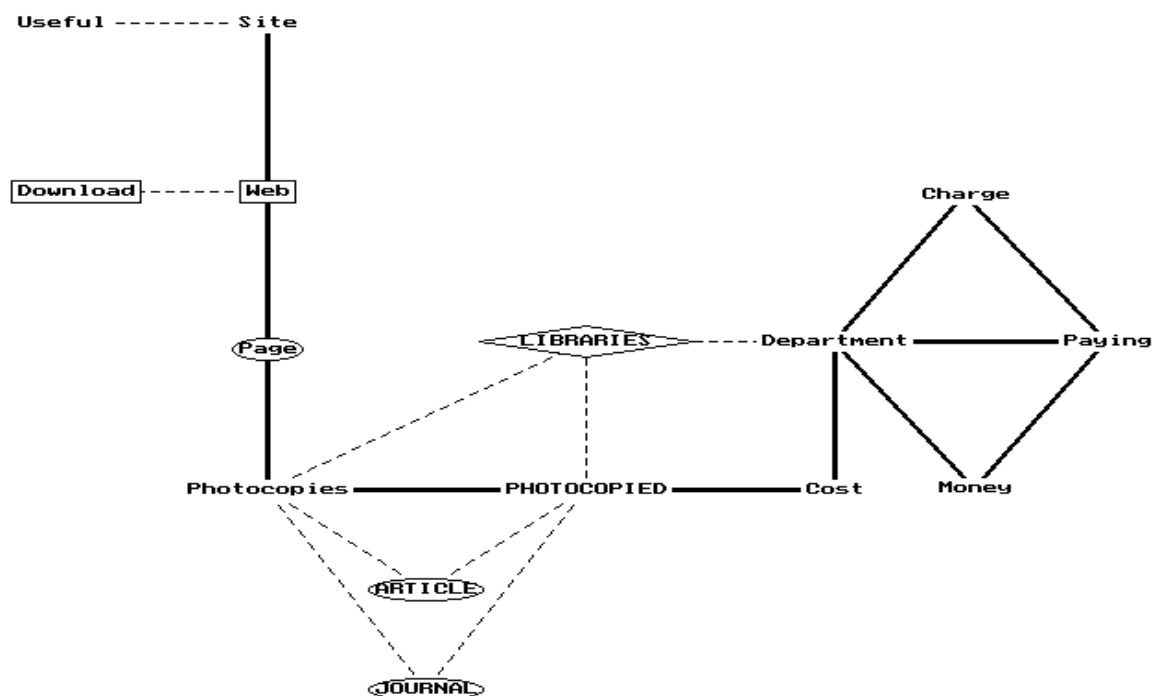 Useful Site
Download Web
Charge
Page LIBRARIES Department Paying
Photocopies PHOTOCOPIED Cost Money
ARTICLE
JOURNAL